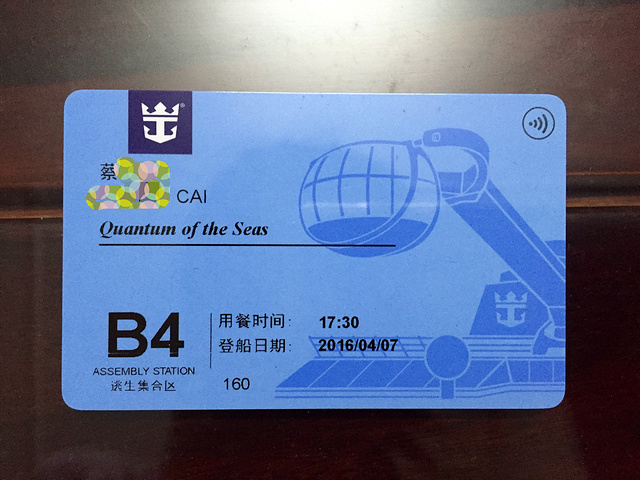 蔡
CAI
Quantum of the Seas
B4
ASSEMBLY STATION
逃生集合区
用餐时间: 17:30
登船日期: 2016/04/07
160